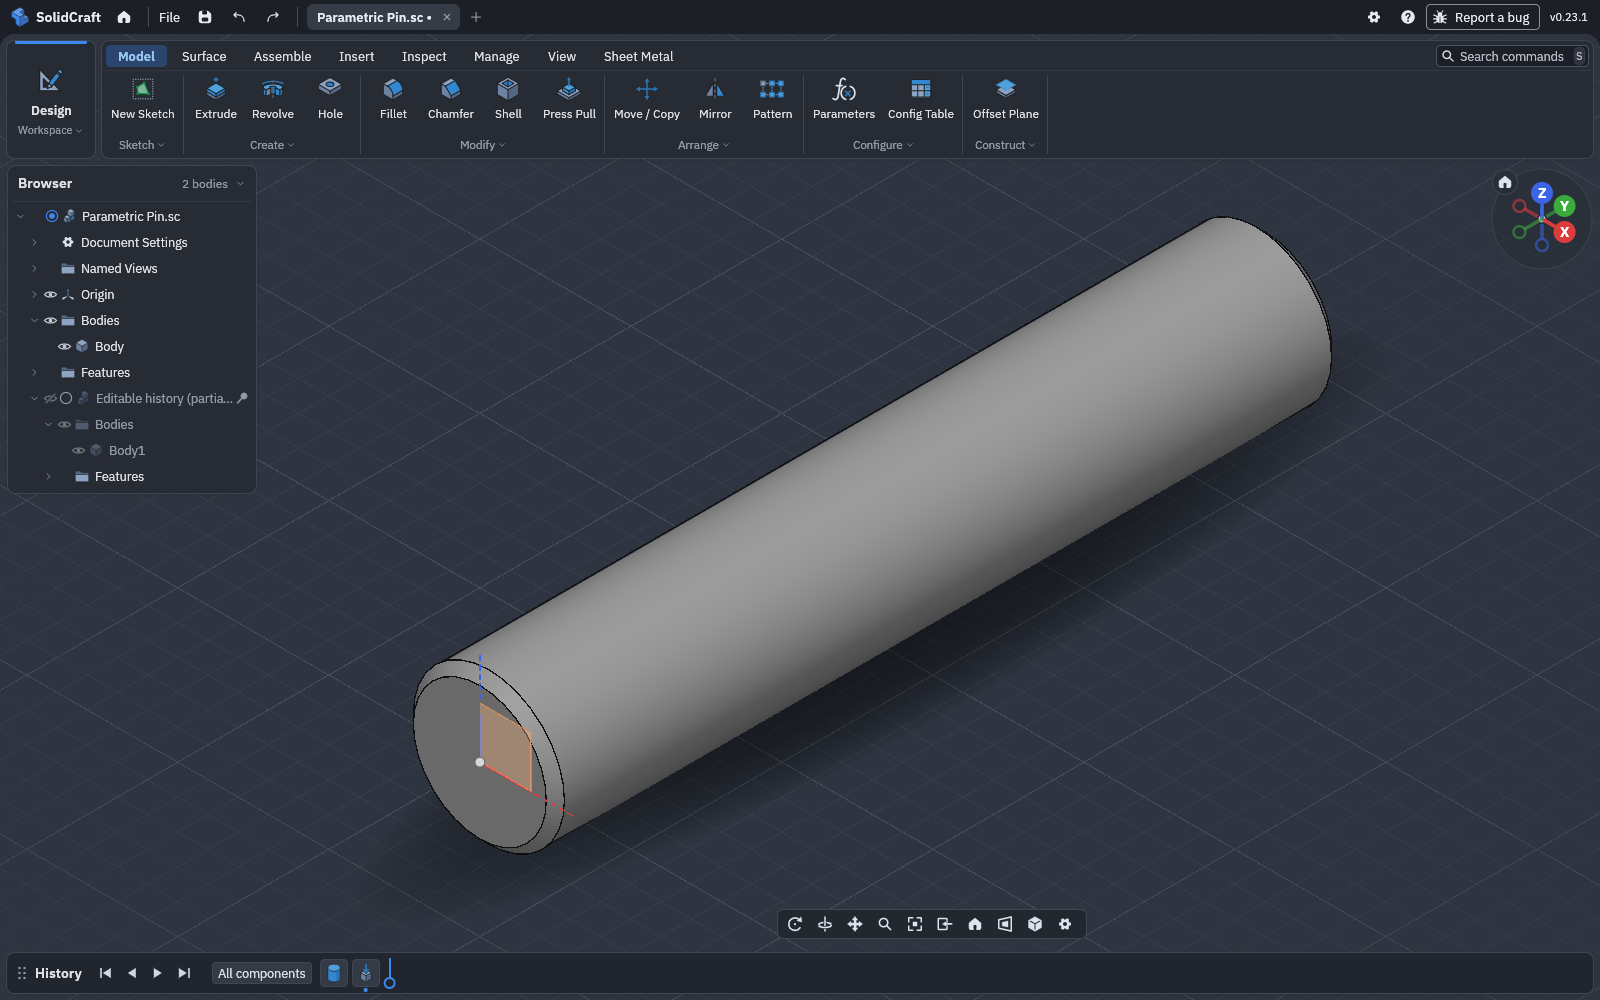 SolidCraft
File
Parametric Pin.sc •
Report a bug
v0.23.1
Design
Workspace
Model
Surface
Assemble
Insert
Inspect
Manage
View
Sheet Metal
Search commands
S
New Sketch
Extrude
Revolve
Hole
Fillet
Chamfer
Shell
Press Pull
Move / Copy
Mirror
Pattern
Parameters
Config Table
Offset Plane
Sketch
Create
Modify
Arrange
Configure
Construct
Browser
2 bodies
Parametric Pin.sc
Document Settings
Named Views
Origin
Bodies
Body
Features
Editable history (partia...
Bodies
Body1
Features
Z
Y
X
History
All components